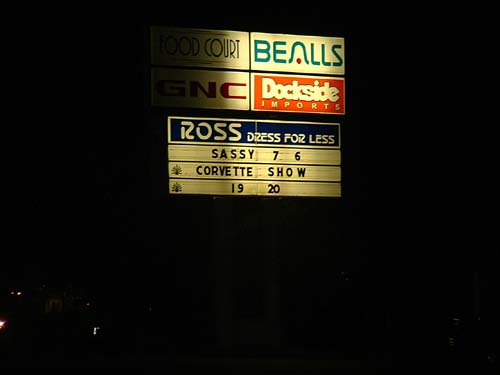 FOOD COURT
BEALLS
GNC
Dockside
IMPORTS
ROSS DRESS FOR LESS
SASSY 7 6
CORVETTE SHOW
19 20